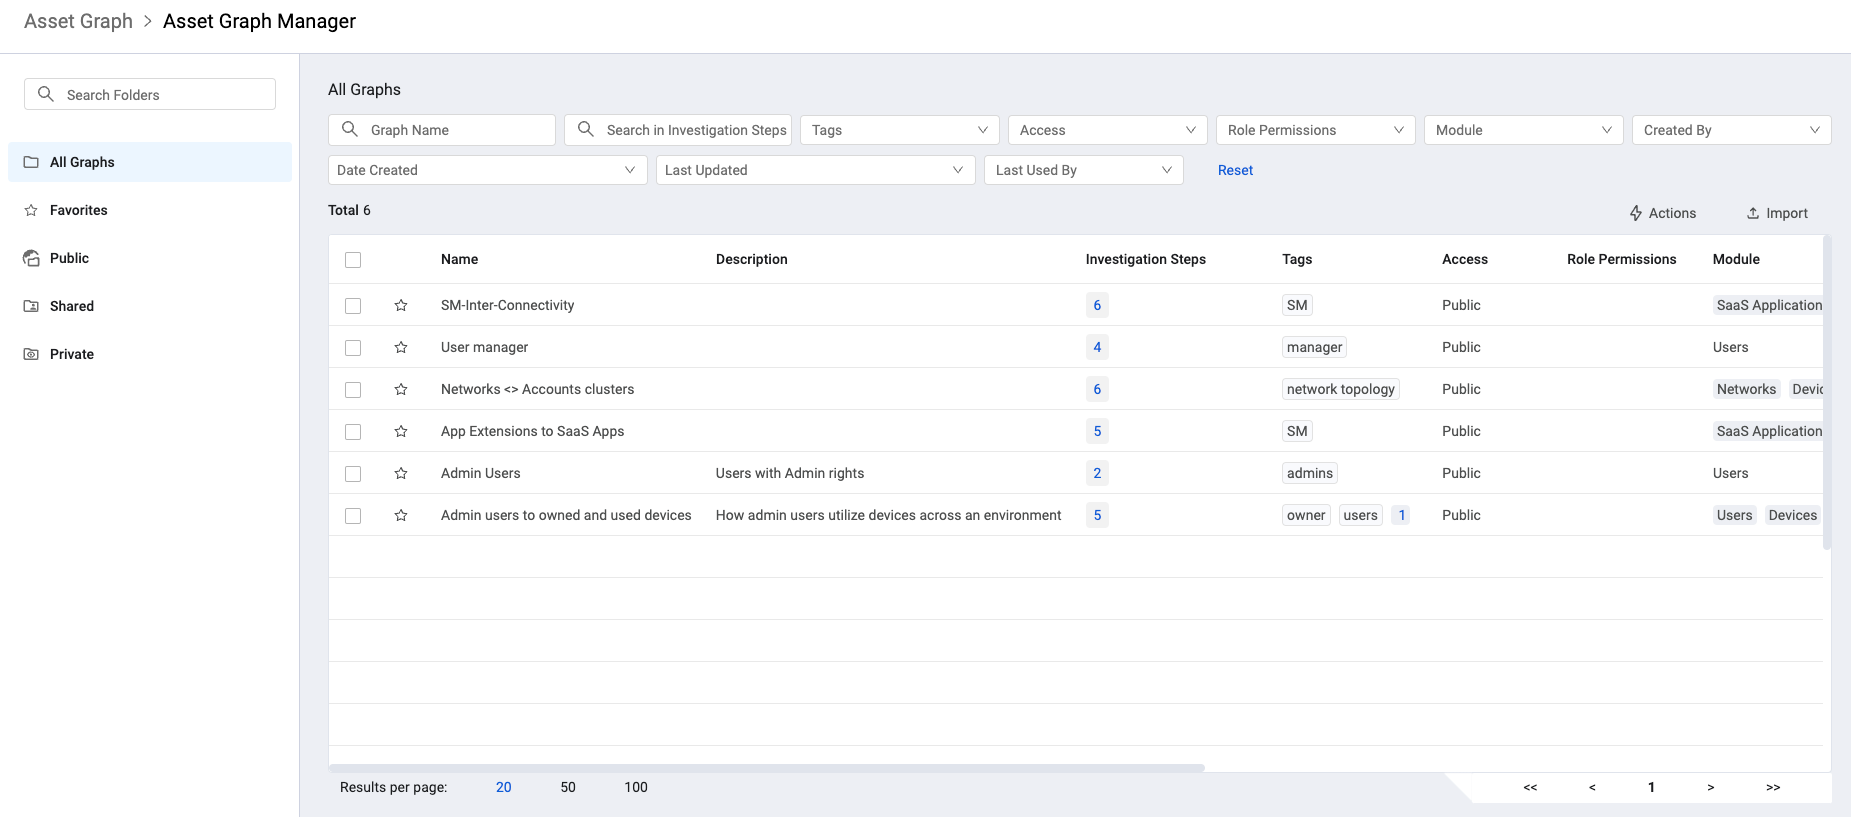 Asset Graph > Asset Graph Manager
Search Folders
All Graphs
Favorites
Public
Shared
Private
All Graphs
Graph Name Search in Investigation Steps Tags Access Role Permissions Module Created By
Date Created Last Updated Last Used By Reset
Total 6
Actions Import
Name Description Investigation Steps Tags Access Role Permissions Module
SM-Inter-Connectivity 6 SM Public SaaS Application
User manager 4 manager Public Users
Networks <> Accounts clusters 6 network topology Public Networks Devic
App Extensions to SaaS Apps 5 SM Public SaaS Application
Admin Users Users with Admin rights 2 admins Public Users
Admin users to owned and used devices How admin users utilize devices across an environment 5 owner users 1 Public Users Devices
Results per page: 20 50 100 << < 1 > >>